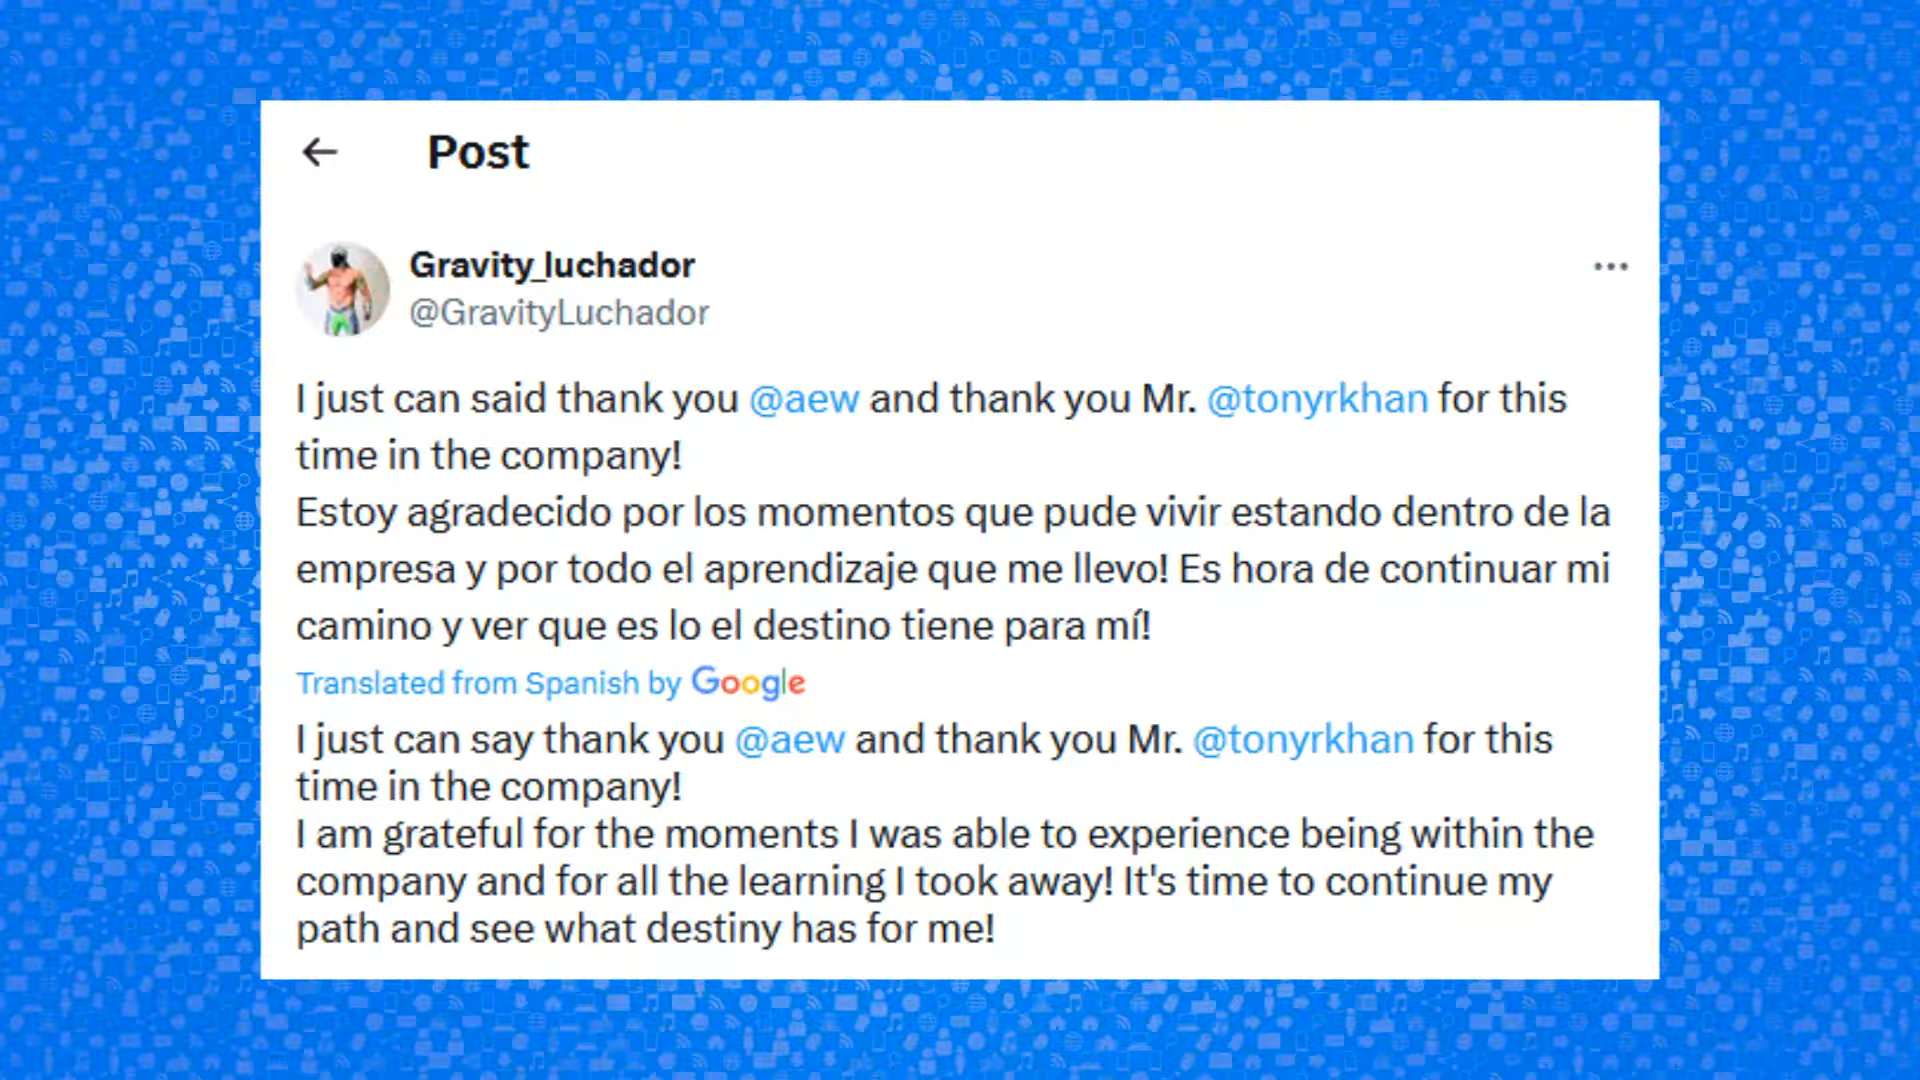 Post
Gravity_luchador
@GravityLuchador
I just can said thank you @aew and thank you Mr. @tonyrkhan for this
time in the company!
Estoy agradecido por los momentos que pude vivir estando dentro de la
empresa y por todo el aprendizaje que me llevo! Es hora de continuar mi
camino y ver que es lo el destino tiene para mí!
Translated from Spanish by Google
I just can say thank you @aew and thank you Mr. @tonyrkhan for this
time in the company!
I am grateful for the moments I was able to experience being within the
company and for all the learning I took away! It's time to continue my
path and see what destiny has for me!